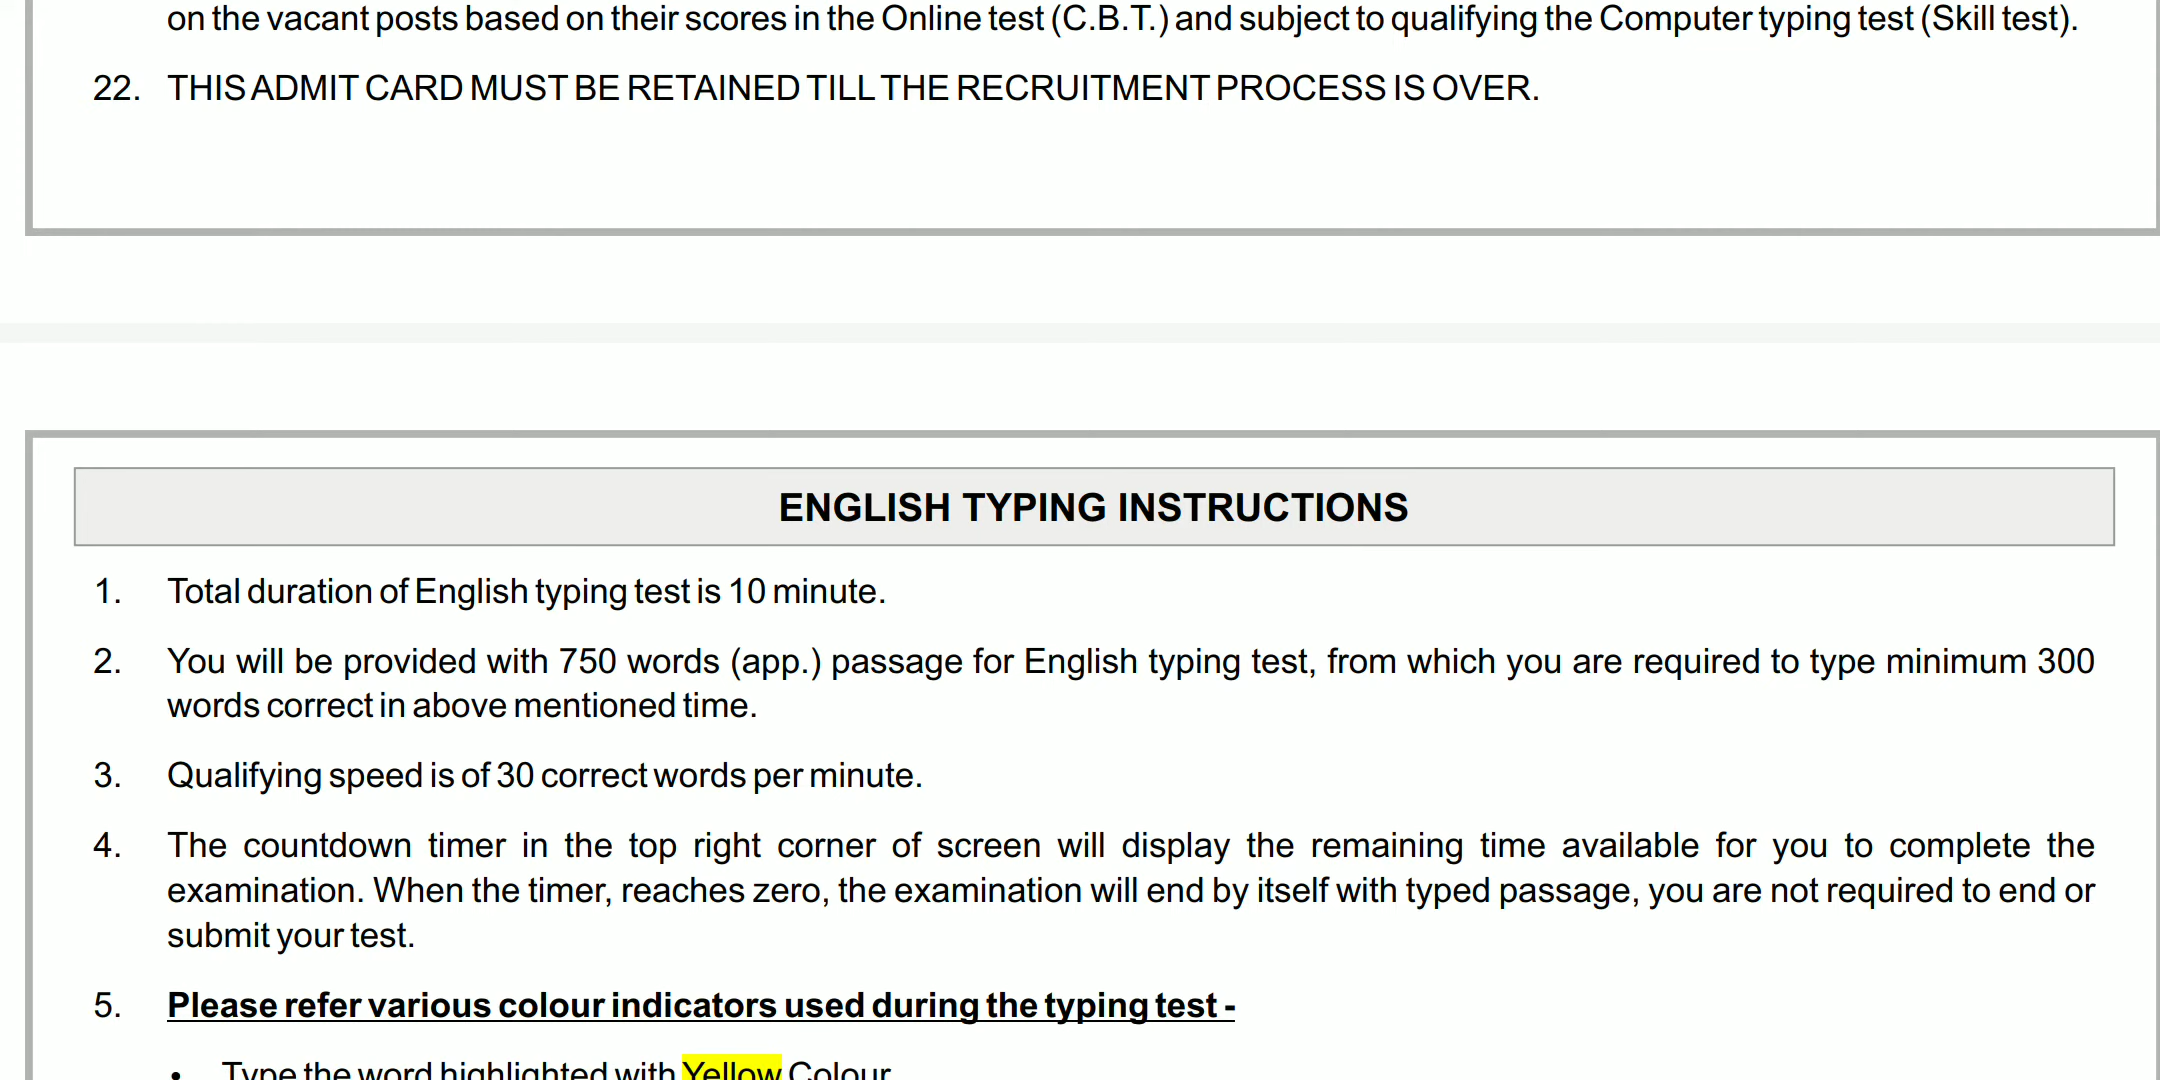 on the vacant posts based on their scores in the Online test (C.B.T.) and subject to qualifying the Computer typing test (Skill test).
22. THIS ADMIT CARD MUST BE RETAINED TILL THE RECRUITMENT PROCESS IS OVER.
ENGLISH TYPING INSTRUCTIONS
1. Total duration of English typing test is 10 minute.
2. You will be provided with 750 words (app.) passage for English typing test, from which you are required to type minimum 300
words correct in above mentioned time.
3. Qualifying speed is of 30 correct words per minute.
4. The countdown timer in the top right corner of screen will display the remaining time available for you to complete the
examination. When the timer, reaches zero, the examination will end by itself with typed passage, you are not required to end or
submit your test.
5. Please refer various colour indicators used during the typing test -
• Type the word highlighted with Yellow Colour